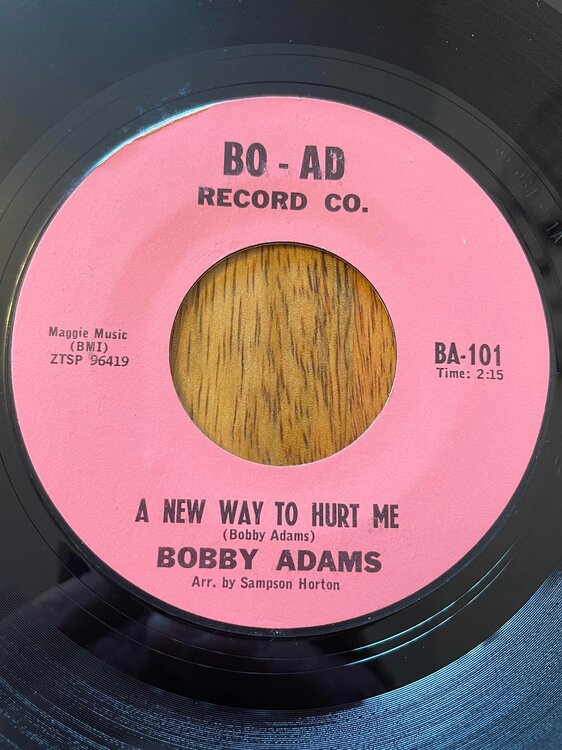 BO - AD
RECORD CO.
Maggie Music
(BMI)
ZTSP 96419
BA-101
Time: 2:15
A NEW WAY TO HURT ME
(Bobby Adams)
BOBBY ADAMS
Arr. by Sampson Horton